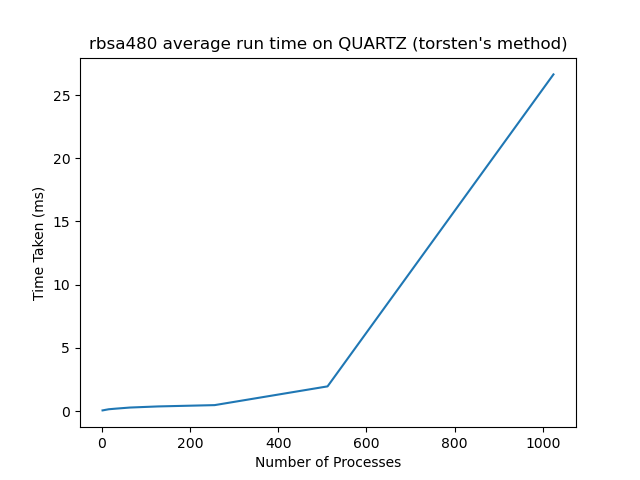 rbsa480 average run time on QUARTZ (torsten's method)
25
20
15
10
5
0
Time Taken (ms)
0 200 400 600 800 1000
Number of Processes